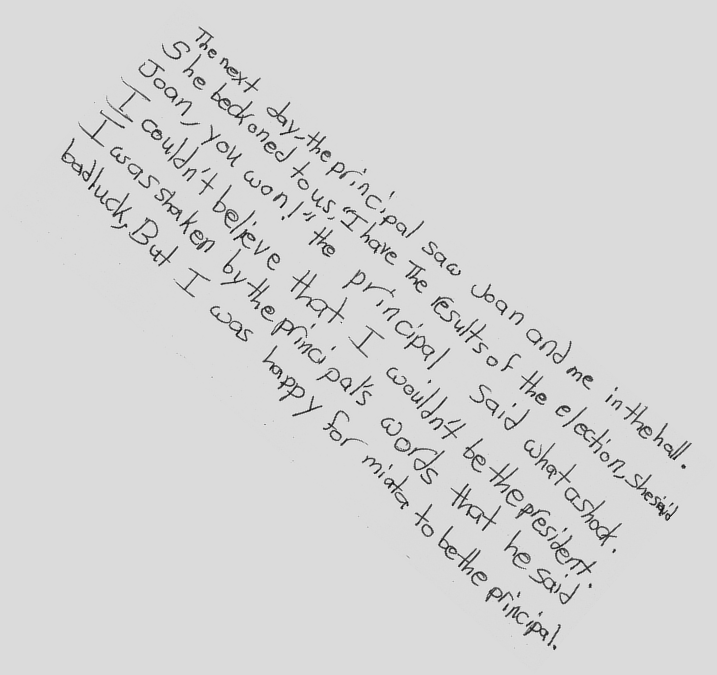 The next day, the principal saw Joan and me in the hall.
She beckoned to us, "I have The results of the election, she said
Joan, you won!" the principal said what a shock.
I couldn't believe that I wouldn't be the president.
I was shaken by the principal's words that he said
bad luck, But I was happy for miata to be the principal.